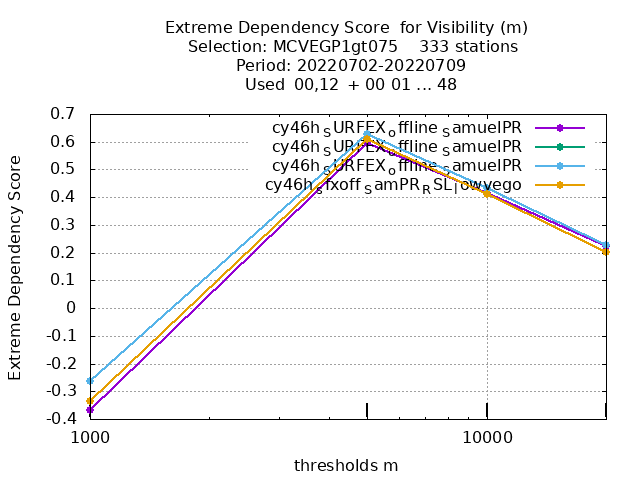 Extreme Dependency Score for Visibility (m)
Selection: MCVEGP1gt075 333 stations
Period: 20220702-20220709
Used 00,12 + 00 01 ... 48
0.7
0.6
0.5
0.4
0.3
0.2
0.1
0
-0.1
-0.2
-0.3
-0.4
Extreme Dependency Score
cy46h_SURFEX_offline_SamuelPR
cy46h_SURFEX_offline_SamuelPR
cy46h_SURFEX_offline_SamuelPR
cy46h_Sfxoff_SamPR_RSL_lowvego
1000
10000
thresholds m